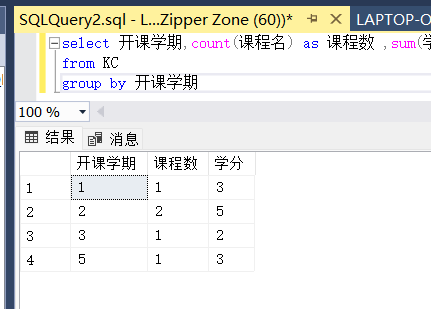 SQLQuery2.sql - L...Zipper Zone (60))*
LAPTOP-O
select 开课学期,count(课程名) as 课程数 ,sum(学
from KC
group by 开课学期
100 %
结果 消息
开课学期 课程数 学分
1 1 1 3
2 2 2 5
3 3 1 2
4 5 1 3